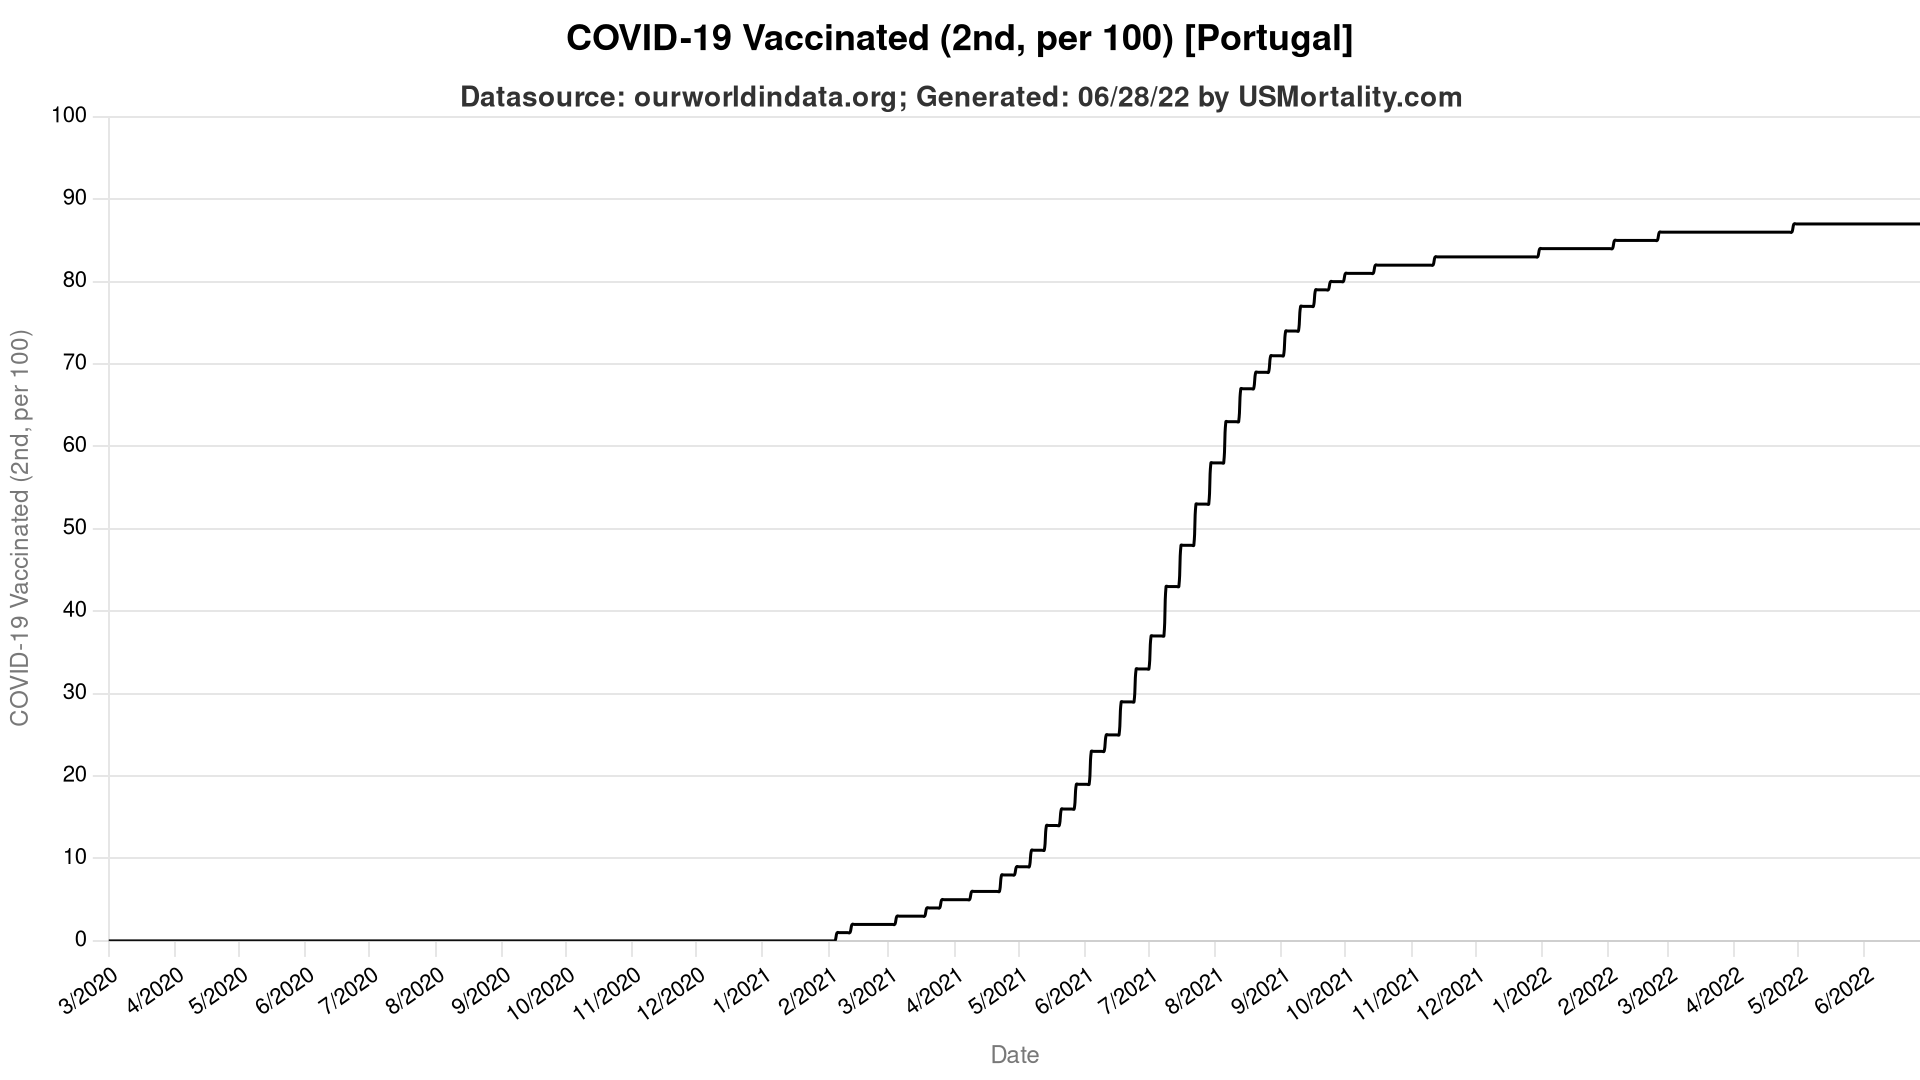 COVID-19 Vaccinated (2nd, per 100) [Portugal]
Datasource: ourworldindata.org; Generated: 06/28/22 by USMortality.com
COVID-19 Vaccinated (2nd, per 100)
100
90
80
70
60
50
40
30
20
10
0
3/2020 4/2020 5/2020 6/2020 7/2020 8/2020 9/2020 10/2020 11/2020 12/2020 1/2021 2/2021 3/2021 4/2021 5/2021 6/2021 7/2021 8/2021 9/2021 10/2021 11/2021 12/2021 1/2022 2/2022 3/2022 4/2022 5/2022 6/2022
Date